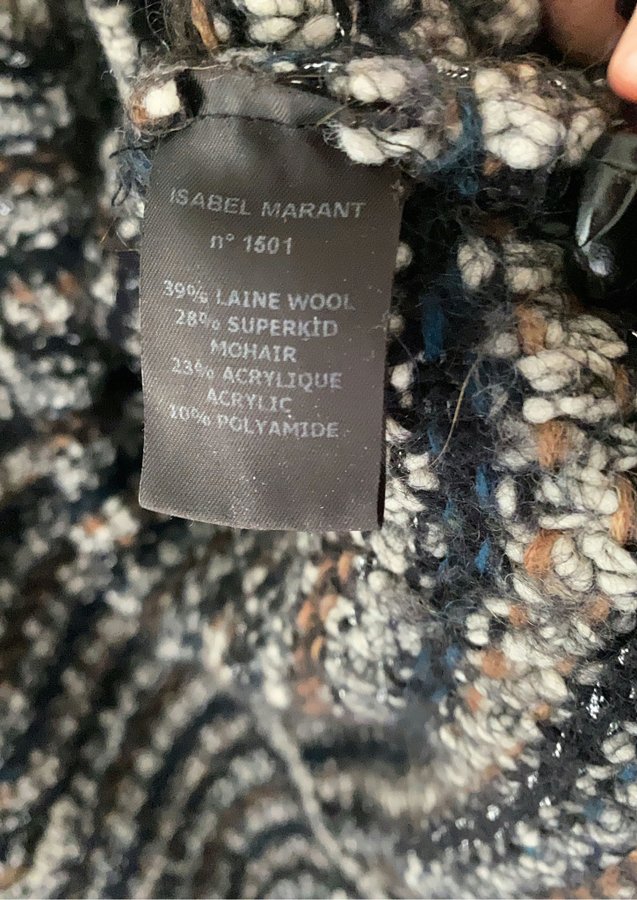 ISABEL MARANT
n° 1501
39% LAINE WOOL
28% SUPERKID
MOHAIR
23% ACRYLIQUE
ACRYLIC
10% POLYAMIDE